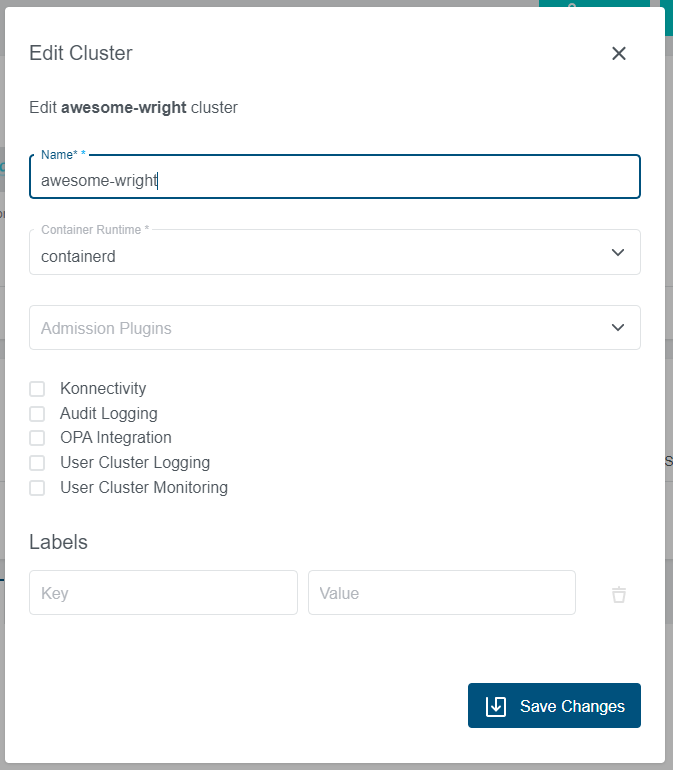 Edit Cluster
Edit awesome-wright cluster
Name* *
awesome-wright
Container Runtime *
containerd
Admission Plugins
Konnectivity
Audit Logging
OPA Integration
User Cluster Logging
User Cluster Monitoring
Labels
Key Value
Save Changes